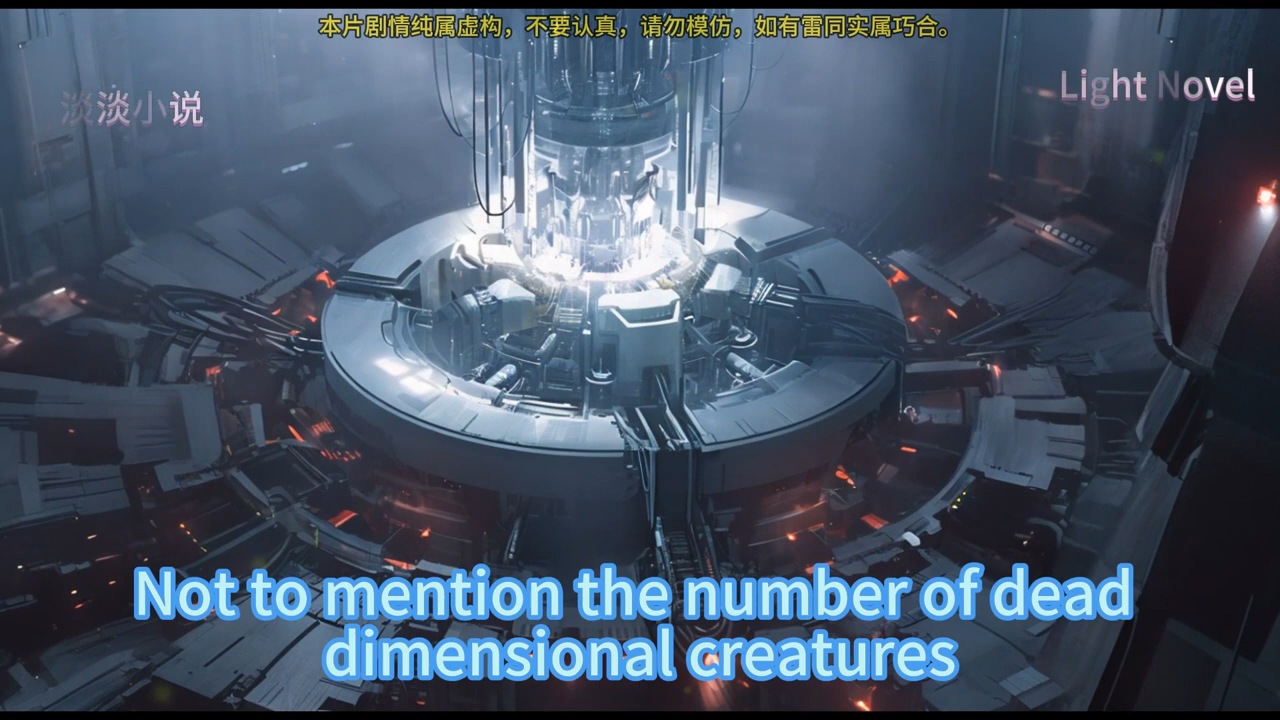 本片剧情纯属虚构，不要认真，请勿模仿，如有雷同实属巧合。
淡淡小说
Light Novel
Not to mention the number of dead
dimensional creatures